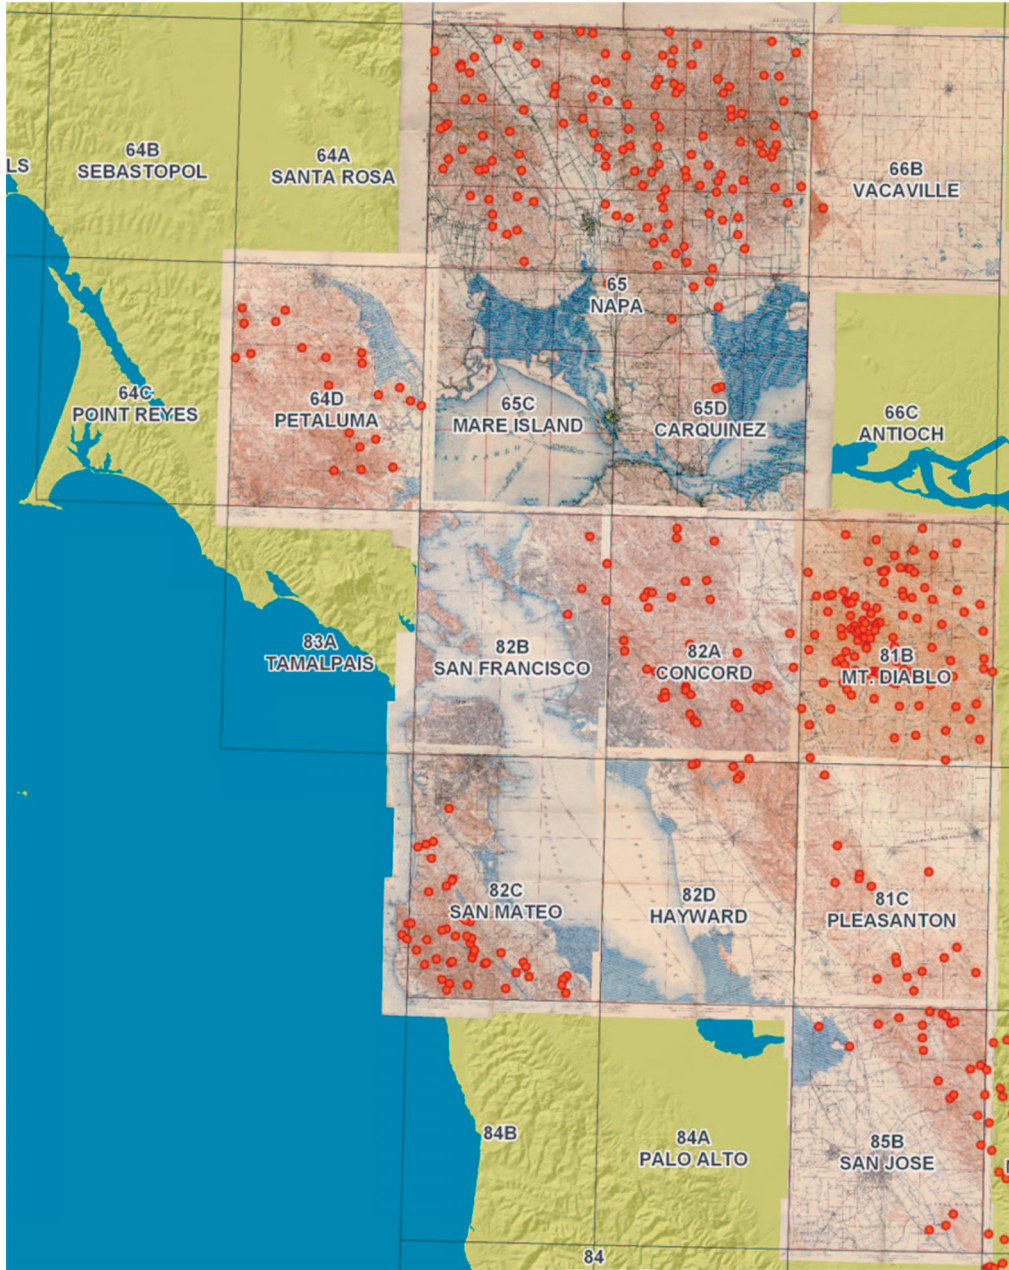 64B
SEBASTOPOL
64A
SANTA ROSA
LS
66B
VACAVILLE
65
NAPA
64C
POINT REYES
64D
PETALUMA
65C
MARE ISLAND
65D
CARQUINEZ
66C
ANTIOCH
83A
TAMALPAIS
82B
SAN FRANCISCO
82A
CONCORD
81B
MT. DIABLO
82C
SAN MATEO
82D
HAYWARD
81C
PLEASANTON
84B
84A
PALO ALTO
85B
SAN JOSE
84